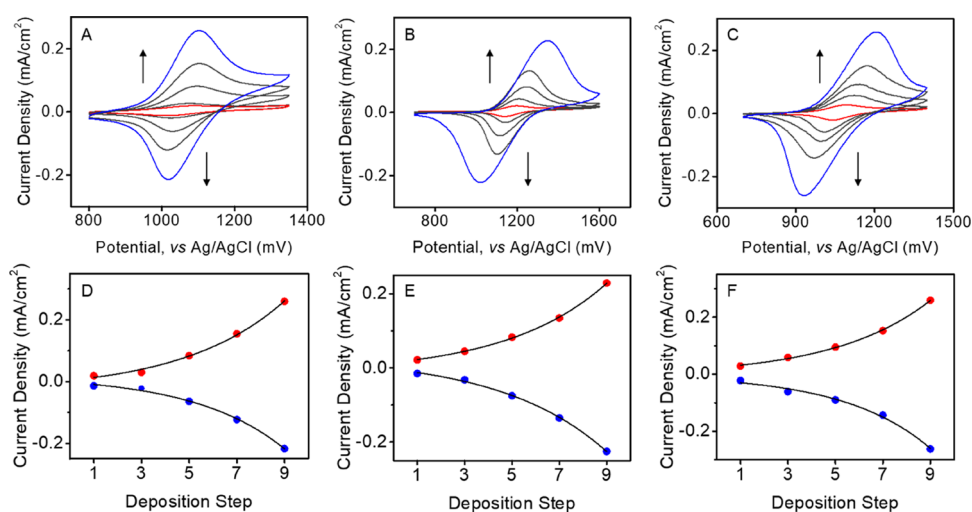 A
Current Density (mA/cm²)
0.2
0.0
-0.2
800 1000 1200 1400
Potential, vs Ag/AgCl (mV)
B
Current Density (mA/cm²)
0.2
0.0
-0.2
800 1200 1600
Potential, vs Ag/AgCl (mV)
C
Current Density (mA/cm²)
0.2
0.0
-0.2
600 900 1200 1500
Potential, vs Ag/AgCl (mV)
D
Current Density (mA/cm²)
0.2
0.0
-0.2
1 3 5 7 9
Deposition Step
E
Current Density (mA/cm²)
0.2
0.0
-0.2
1 3 5 7 9
Deposition Step
F
Current Density (mA/cm²)
0.2
0.0
-0.2
1 3 5 7 9
Deposition Step